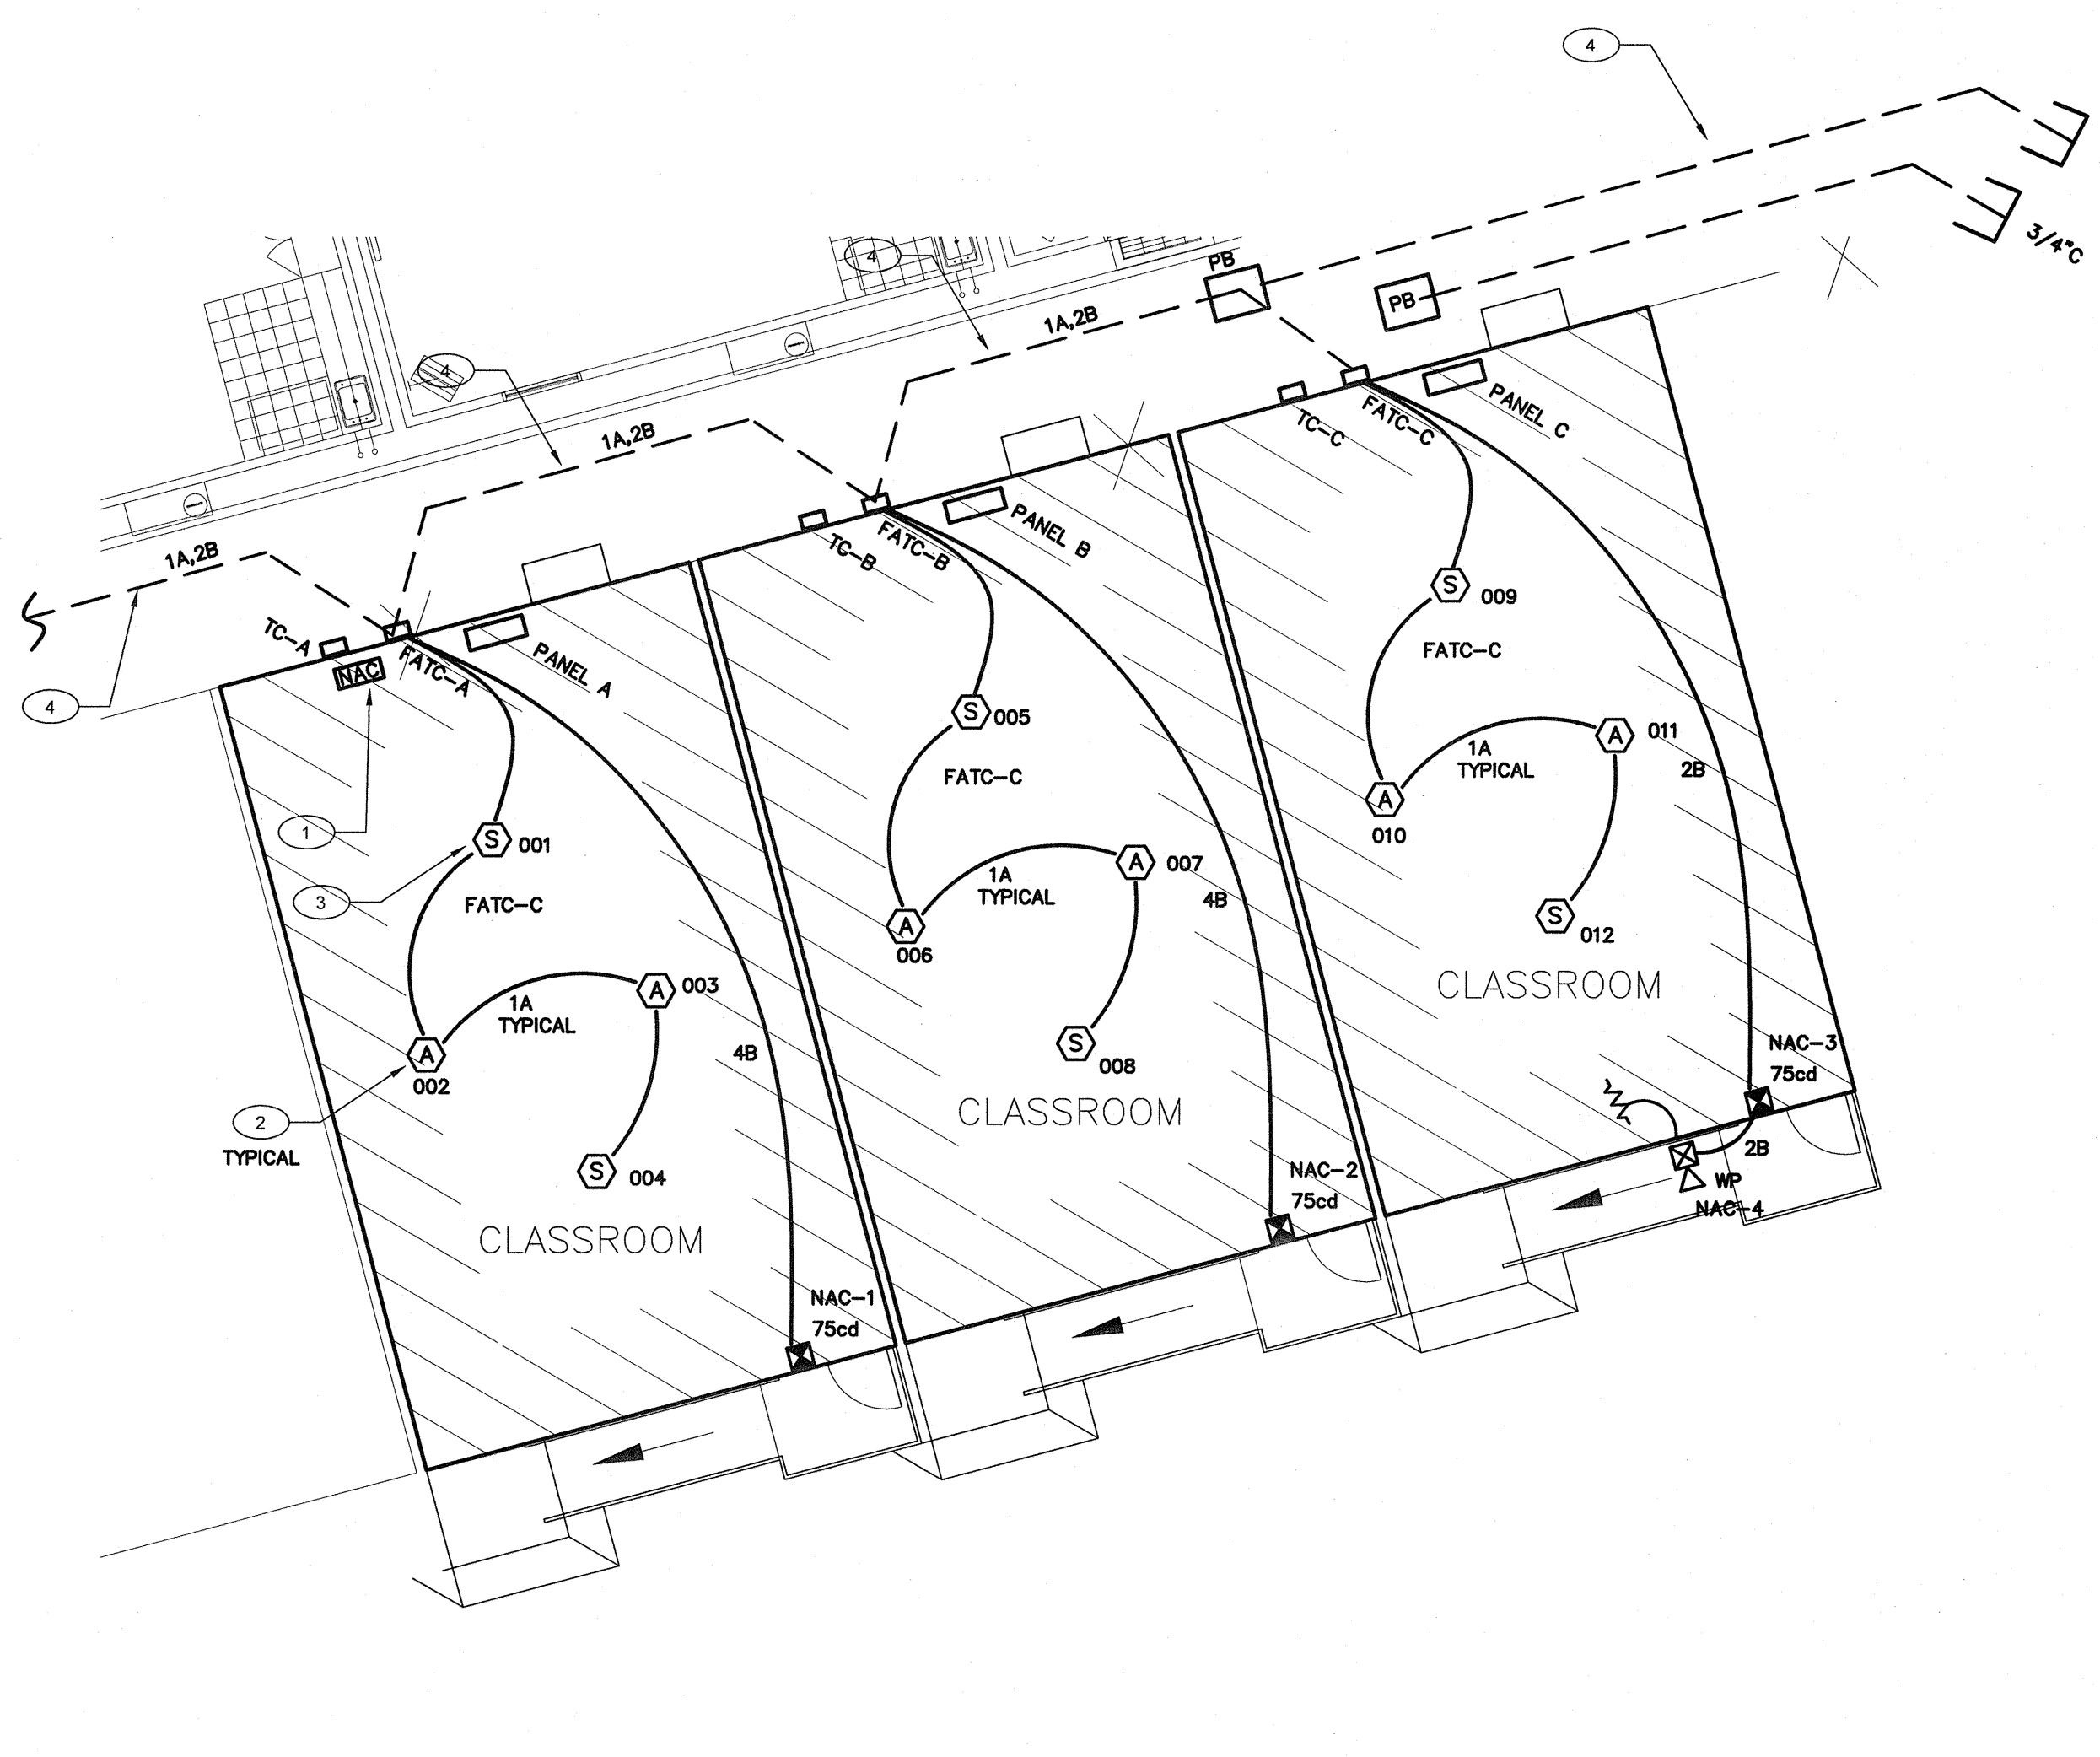 4
3/4"C
PB
PB
4
1A,2B
4
1A,2B
1A,2B
4
TC-A
NAC
FATC-A
PANEL A
TC-B
FATC-B
PANEL B
TC-C
FATC-C
PANEL C
1
S
001
3
FATC-C
A
002
1A
TYPICAL
A
003
4B
2
TYPICAL
S
004
CLASSROOM
NAC-1
75cd
S
005
FATC-C
A
006
1A
TYPICAL
A
007
4B
S
008
CLASSROOM
NAC-2
75cd
S
009
FATC-C
A
010
1A
TYPICAL
A
011
2B
S
012
CLASSROOM
NAC-3
75cd
2B
WP
NAC-4